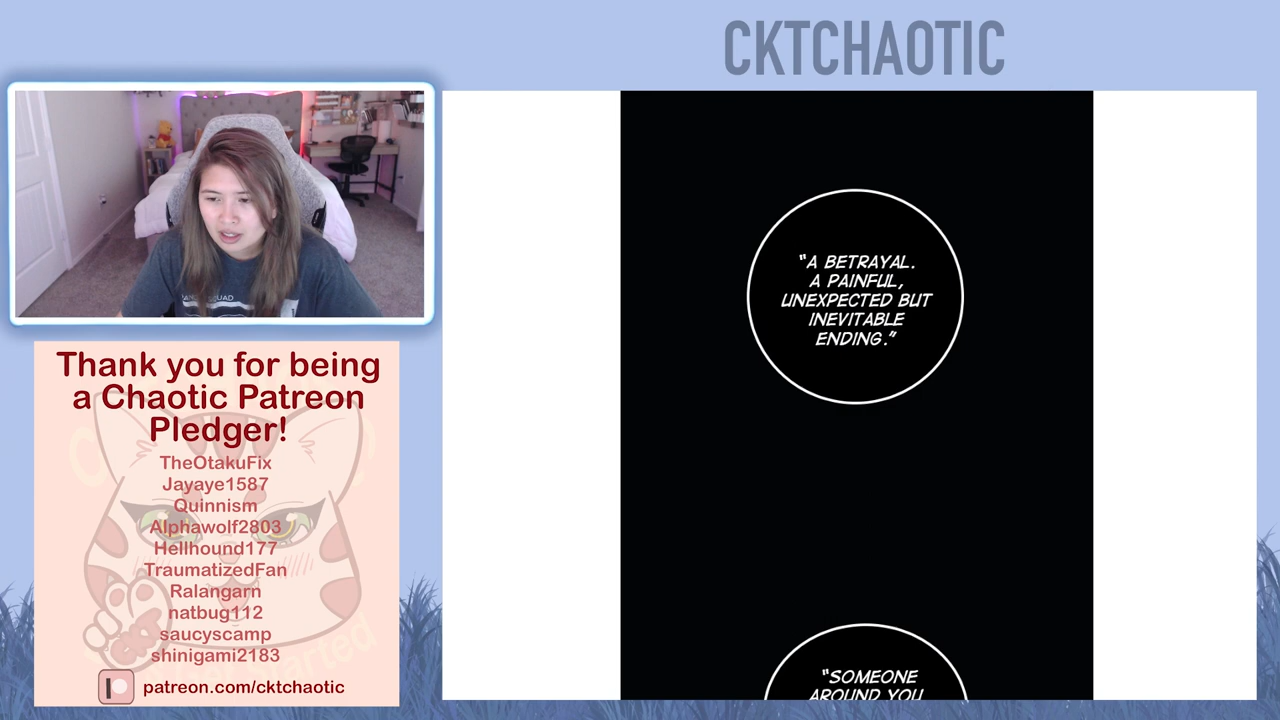 CKTCHAOTIC
"A BETRAYAL.
A PAINFUL,
UNEXPECTED BUT
INEVITABLE
ENDING."
"SOMEONE
AROUND YOU
Thank you for being
a Chaotic Patreon
Pledger!
TheOtakuFix
Jayaye1587
Quinnism
Alphawolf2803
Hellhound177
TraumatizedFan
Ralangarn
natbug112
saucyscamp
shinigami2183
patreon.com/cktchaotic